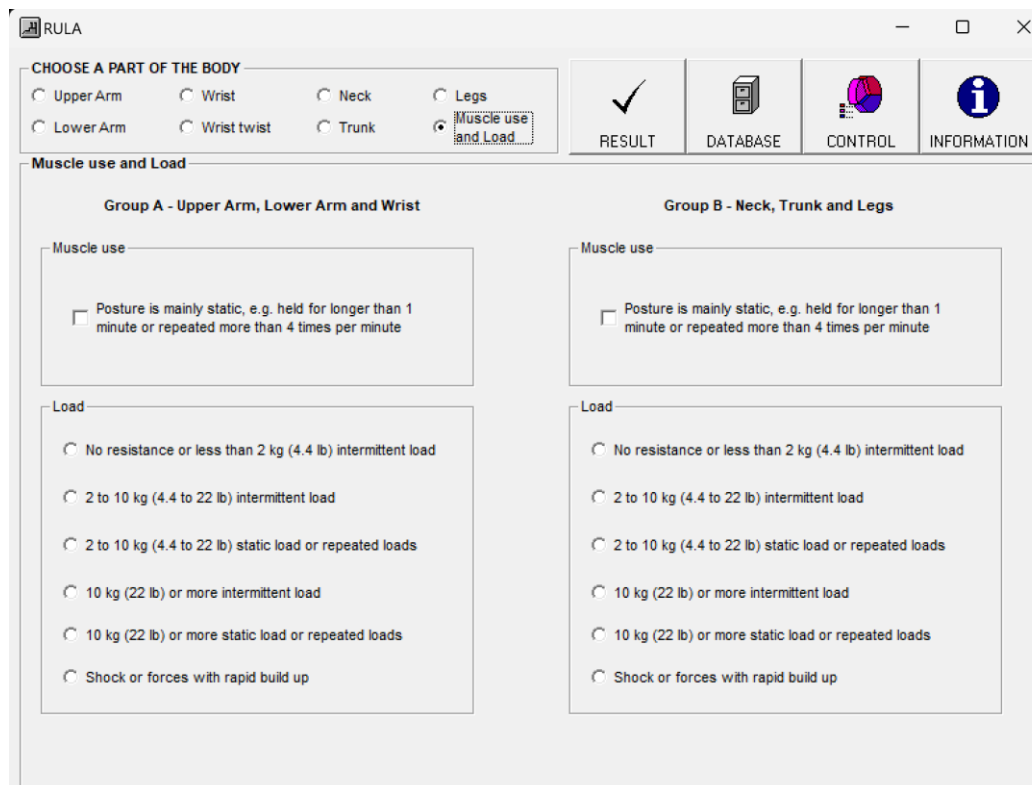 RULA
CHOOSE A PART OF THE BODY
Upper Arm
Wrist
Neck
Legs
Lower Arm
Wrist twist
Trunk
Muscle use
and Load
RESULT
DATABASE
CONTROL
INFORMATION
Muscle use and Load
Group A - Upper Arm, Lower Arm and Wrist
Muscle use
Posture is mainly static, e.g. held for longer than 1
minute or repeated more than 4 times per minute
Load
No resistance or less than 2 kg (4.4 lb) intermittent load
2 to 10 kg (4.4 to 22 lb) intermittent load
2 to 10 kg (4.4 to 22 lb) static load or repeated loads
10 kg (22 lb) or more intermittent load
10 kg (22 lb) or more static load or repeated loads
Shock or forces with rapid build up
Group B - Neck, Trunk and Legs
Muscle use
Posture is mainly static, e.g. held for longer than 1
minute or repeated more than 4 times per minute
Load
No resistance or less than 2 kg (4.4 lb) intermittent load
2 to 10 kg (4.4 to 22 lb) intermittent load
2 to 10 kg (4.4 to 22 lb) static load or repeated loads
10 kg (22 lb) or more intermittent load
10 kg (22 lb) or more static load or repeated loads
Shock or forces with rapid build up